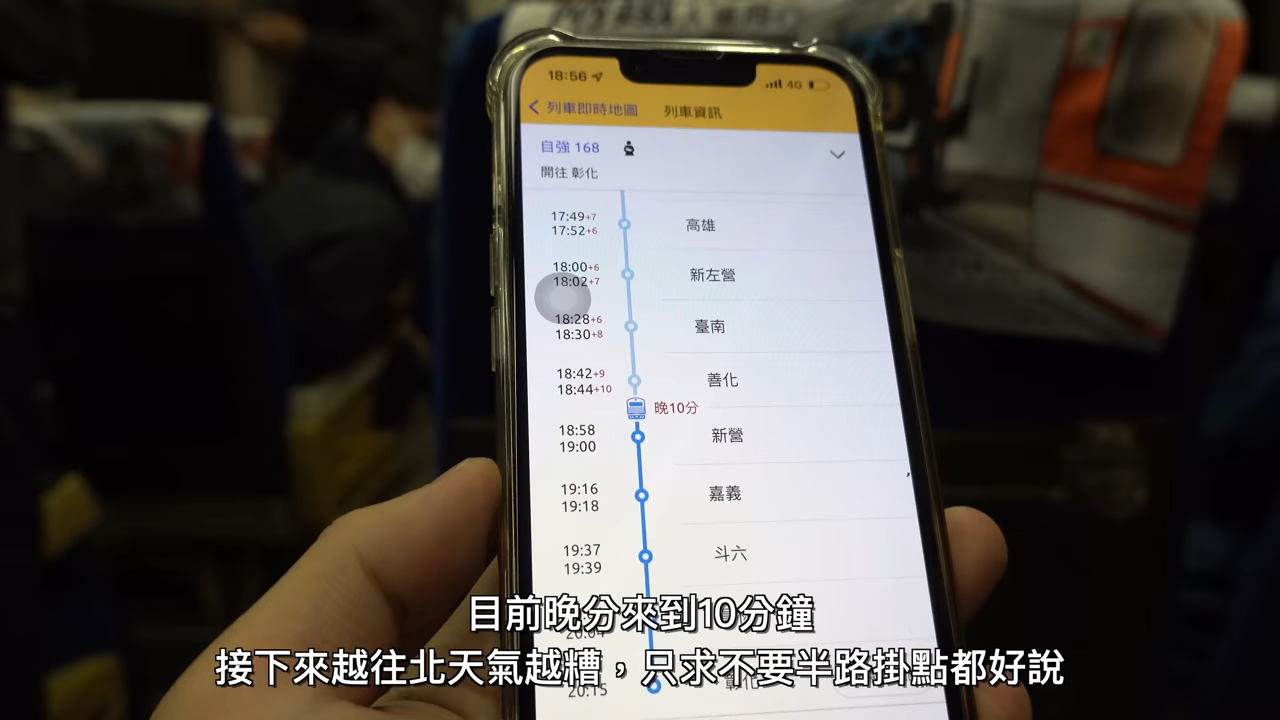 18:56
4G
列車即時地圖
列車資訊
自強 168
開往 彰化
17:49+7
17:52+6
高雄
18:00+6
18:02+7
新左營
18:28+6
18:30+8
臺南
18:42+9
18:44+10
善化
晚10分
18:58
19:00
新營
19:16
19:18
嘉義
19:37
19:39
斗六
20:04
20:15
彰化
目前晚分來到10分鐘
接下來越往北天氣越糟，只求不要半路掛點都好說